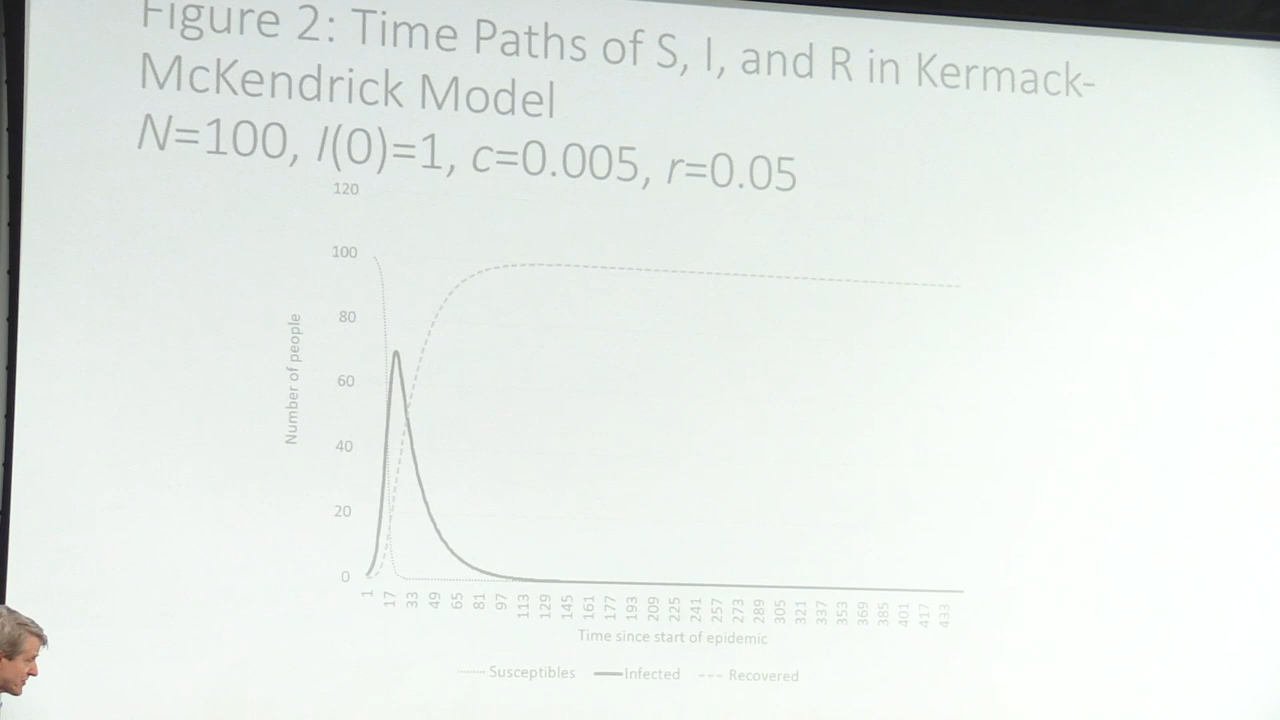 Figure 2: Time Paths of S, I, and R in Kermack-
McKendrick Model
N=100, I(0)=1, c=0.005, r=0.05
120
100
80
60
40
20
0
Number of people
1 17 33 49 65 81 97 113 129 145 161 177 193 209 225 241 257 273 289 305 321 337 353 369 385 401 417 433
Time since start of epidemic
Susceptibles Infected Recovered